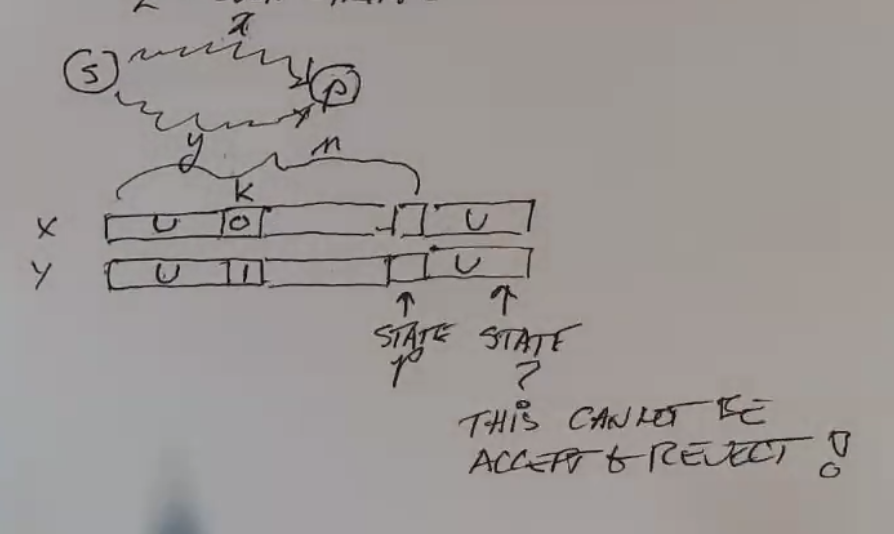 x
S
P
y n
K
X U 0 U
Y U 1 U
STATE STATE
P ?
THIS CANNOT BE
ACCEPT & REJECT !